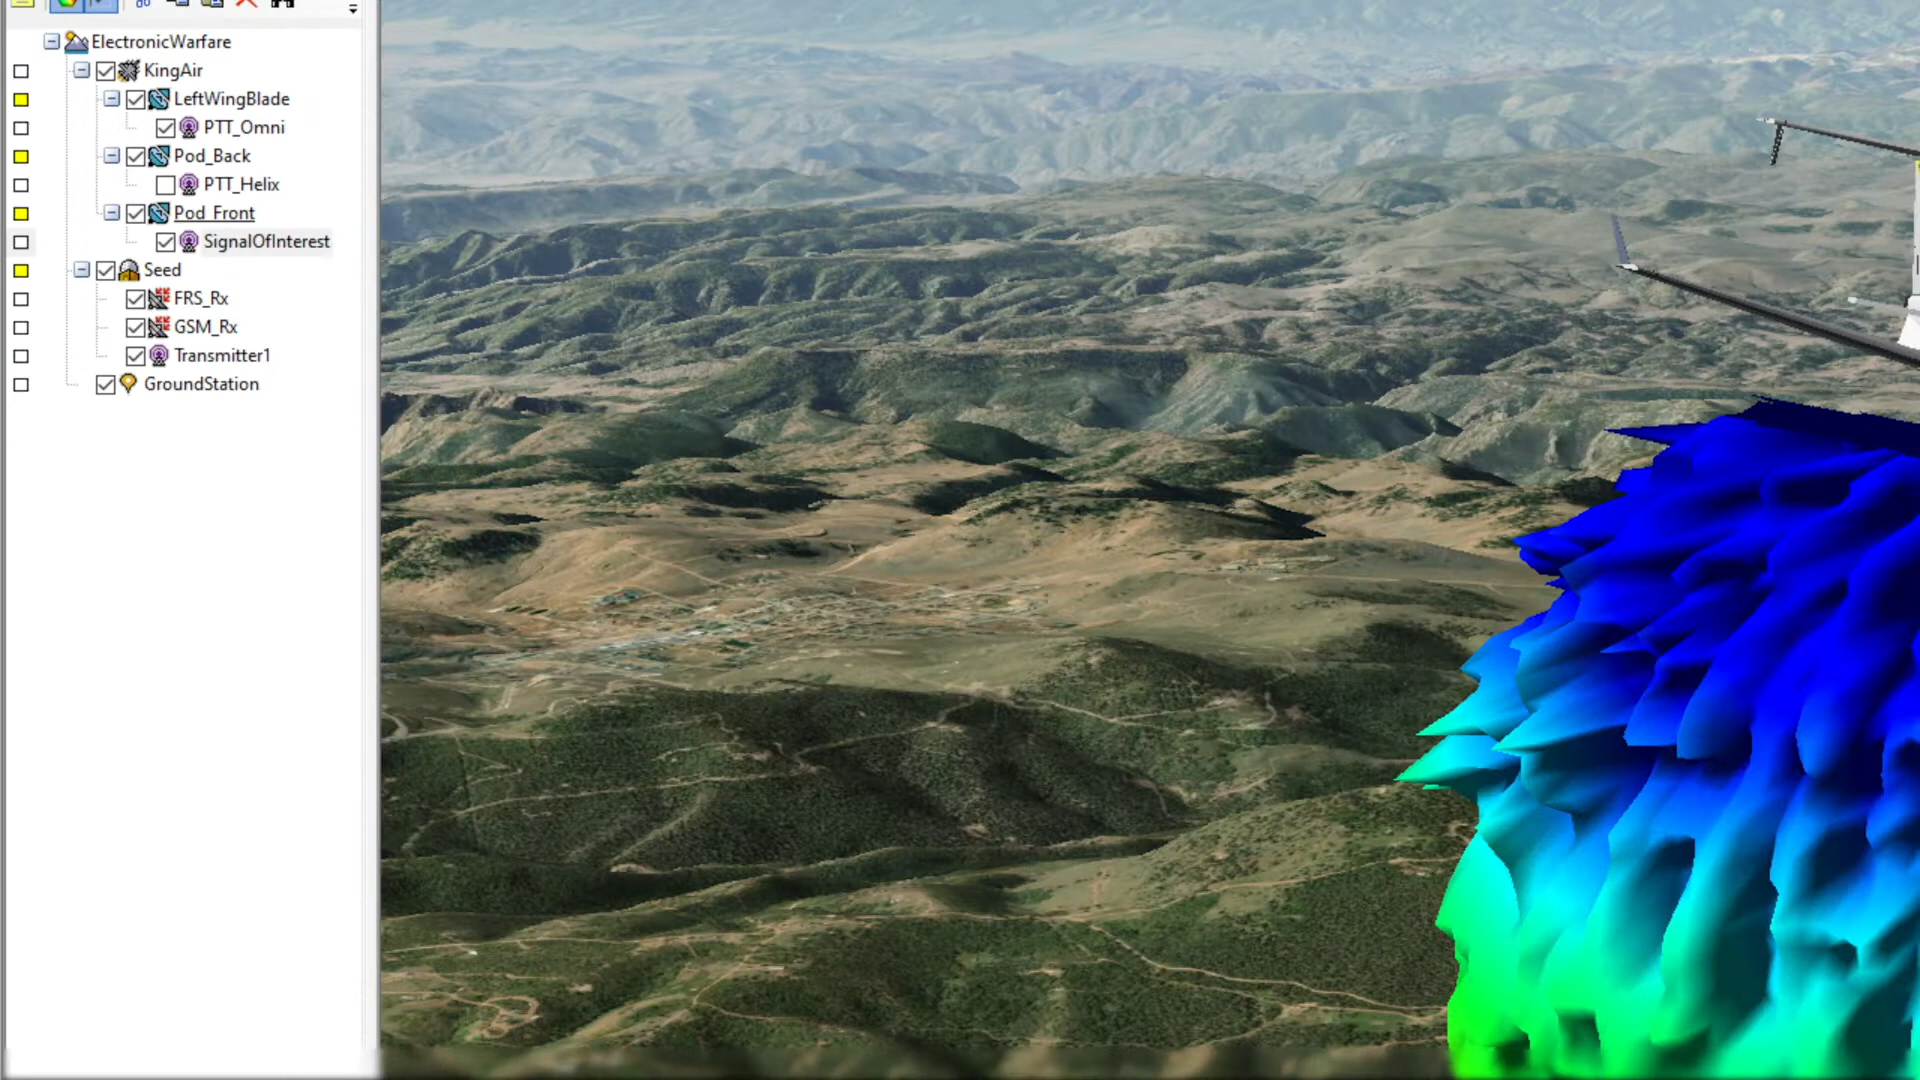 ElectronicWarfare
KingAir
LeftWingBlade
PTT_Omni
Pod_Back
PTT_Helix
Pod_Front
SignalOfInterest
Seed
FRS_Rx
GSM_Rx
Transmitter1
GroundStation